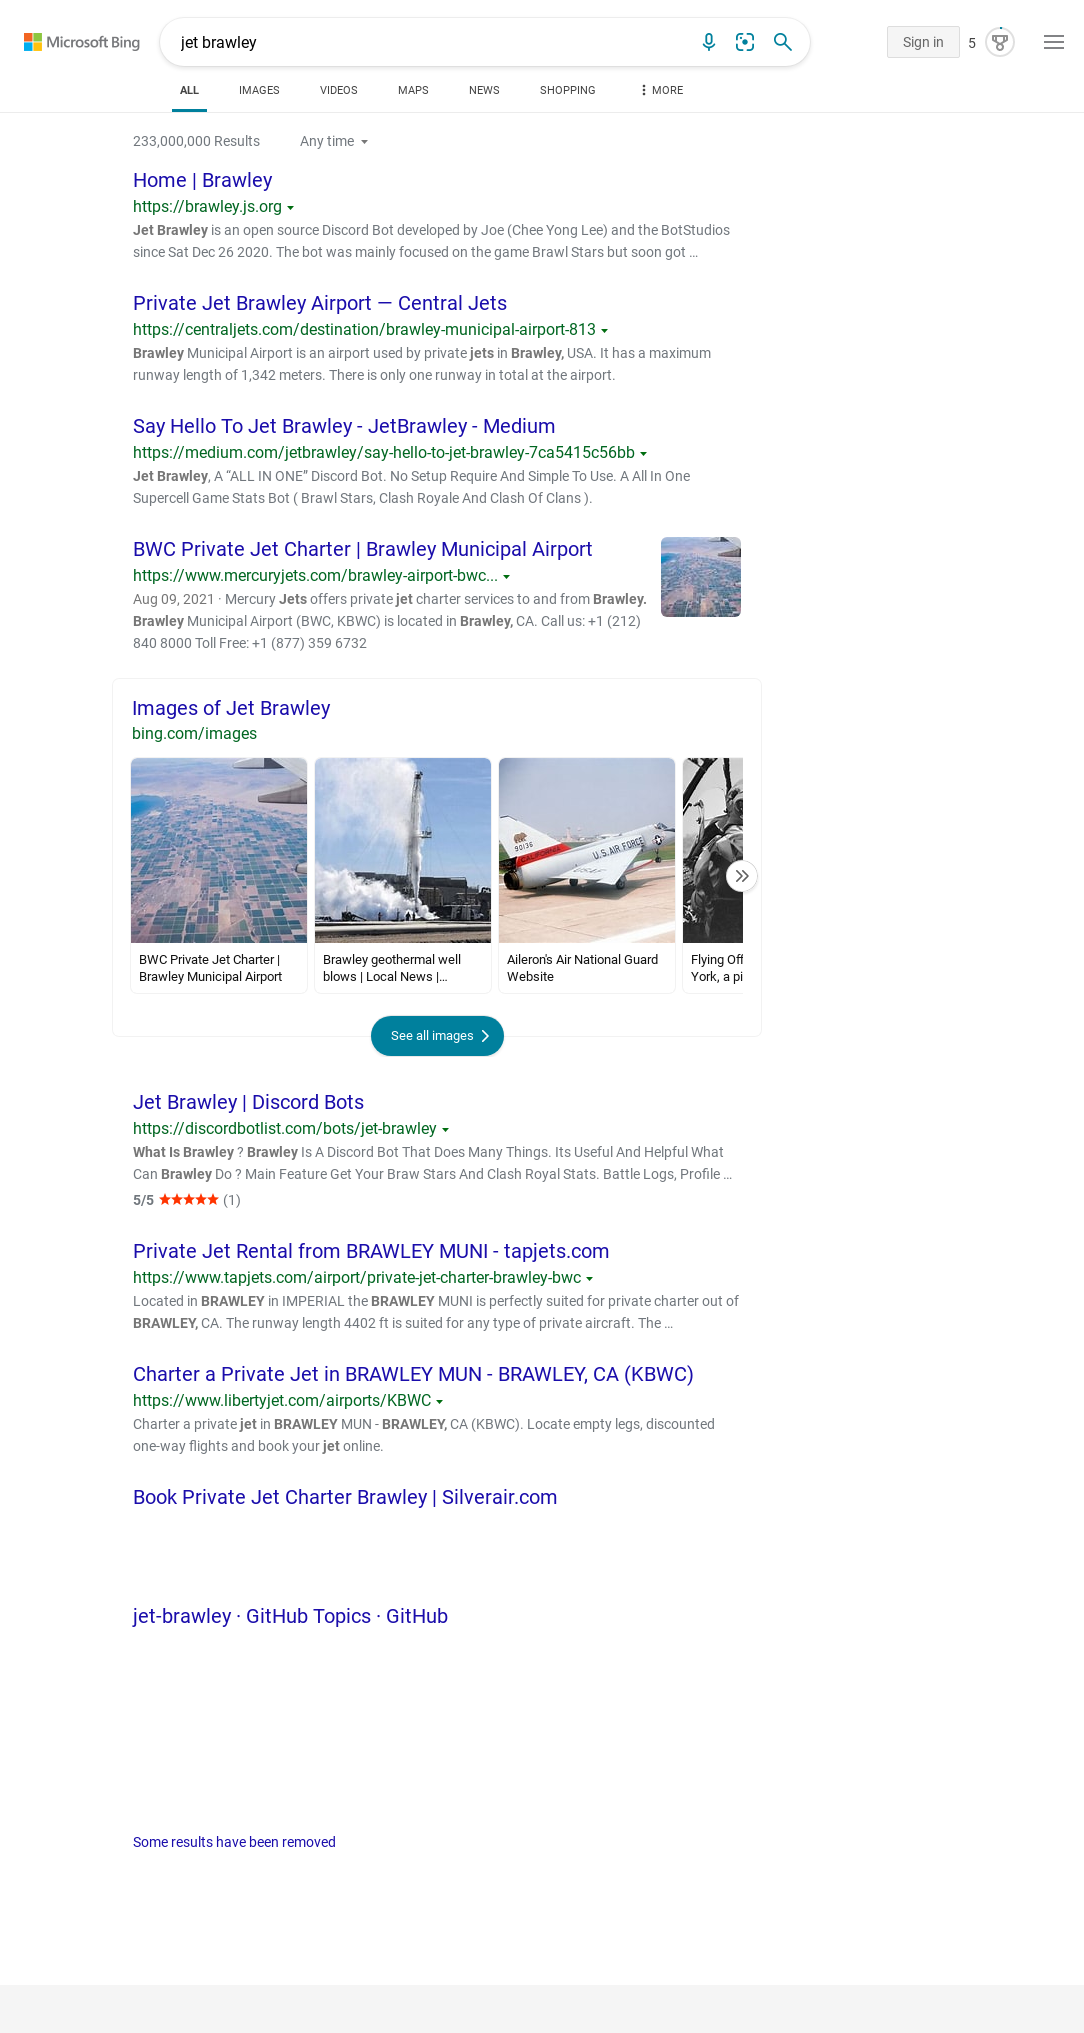 Microsoft Bing
jet brawley
Sign in
5
ALL
IMAGES
VIDEOS
MAPS
NEWS
SHOPPING
MORE
233,000,000 Results
Any time
Home | Brawley
https://brawley.js.org
Jet Brawley is an open source Discord Bot developed by Joe (Chee Yong Lee) and the BotStudios
since Sat Dec 26 2020. The bot was mainly focused on the game Brawl Stars but soon got …
Private Jet Brawley Airport — Central Jets
https://centraljets.com/destination/brawley-municipal-airport-813
Brawley Municipal Airport is an airport used by private jets in Brawley, USA. It has a maximum
runway length of 1,342 meters. There is only one runway in total at the airport.
Say Hello To Jet Brawley - JetBrawley - Medium
https://medium.com/jetbrawley/say-hello-to-jet-brawley-7ca5415c56bb
Jet Brawley, A “ALL IN ONE” Discord Bot. No Setup Require And Simple To Use. A All In One
Supercell Game Stats Bot ( Brawl Stars, Clash Royale And Clash Of Clans ).
BWC Private Jet Charter | Brawley Municipal Airport
https://www.mercuryjets.com/brawley-airport-bwc...
Aug 09, 2021 · Mercury Jets offers private jet charter services to and from Brawley.
Brawley Municipal Airport (BWC, KBWC) is located in Brawley, CA. Call us: +1 (212)
840 8000 Toll Free: +1 (877) 359 6732
Images of Jet Brawley
bing.com/images
90136
CALIFORNIA
U.S. AIR FORCE
BWC Private Jet Charter |
Brawley Municipal Airport
Brawley geothermal well
blows | Local News |…
Aileron's Air National Guard
Website
Flying Off
York, a pi
See all images
Jet Brawley | Discord Bots
https://discordbotlist.com/bots/jet-brawley
What Is Brawley ? Brawley Is A Discord Bot That Does Many Things. Its Useful And Helpful What
Can Brawley Do ? Main Feature Get Your Braw Stars And Clash Royal Stats. Battle Logs, Profile …
5/5 ★★★★★ (1)
Private Jet Rental from BRAWLEY MUNI - tapjets.com
https://www.tapjets.com/airport/private-jet-charter-brawley-bwc
Located in BRAWLEY in IMPERIAL the BRAWLEY MUNI is perfectly suited for private charter out of
BRAWLEY, CA. The runway length 4402 ft is suited for any type of private aircraft. The …
Charter a Private Jet in BRAWLEY MUN - BRAWLEY, CA (KBWC)
https://www.libertyjet.com/airports/KBWC
Charter a private jet in BRAWLEY MUN - BRAWLEY, CA (KBWC). Locate empty legs, discounted
one-way flights and book your jet online.
Book Private Jet Charter Brawley | Silverair.com
jet-brawley · GitHub Topics · GitHub
Some results have been removed